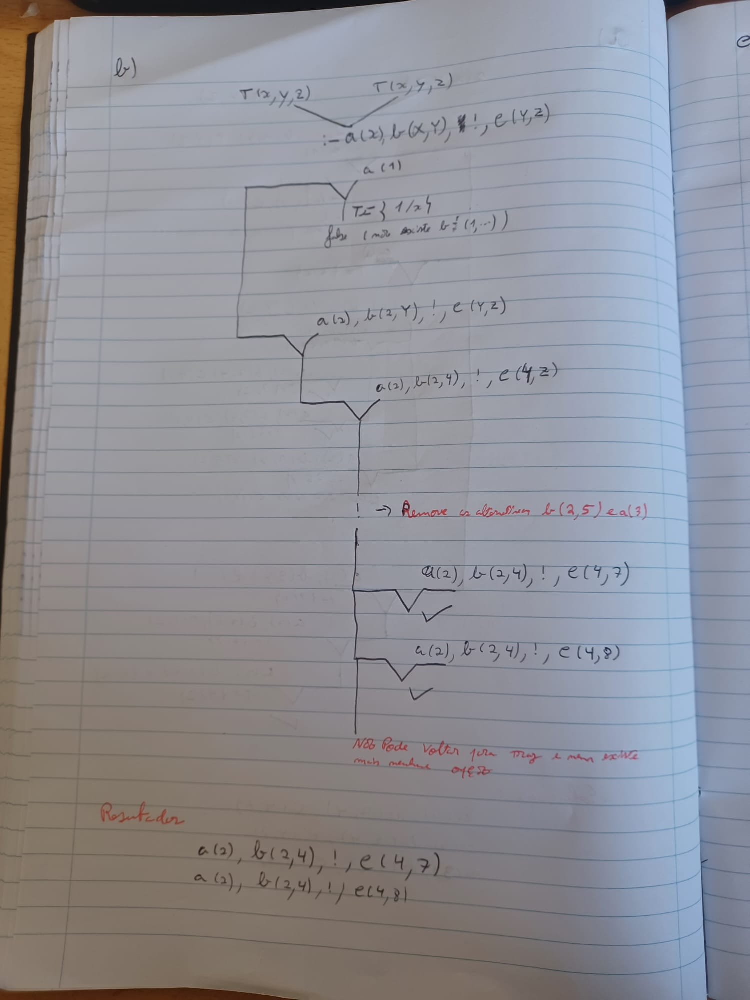 b)
T(x,y,z) T(x,y,z)
:- a(x), b(x,Y), !, c(Y,Z)
a(1)
T= { 1/x }
false (não existe b (1,...))
a(2), b(2,Y), !, c(Y,Z)
a(2), b(2,4), !, c(4,Z)
! -> Remove as alternativas b(2,5) e a(3)
a(2), b(2,4), !, c(4,7)
✓
a(2), b(2,4), !, c(4,8)
✓
Não Pode Voltar para e nem existe
mais nenhuma opção
Resultados
a(2), b(2,4), !, c(4,7)
a(2), b(2,4), !, c(4,8)